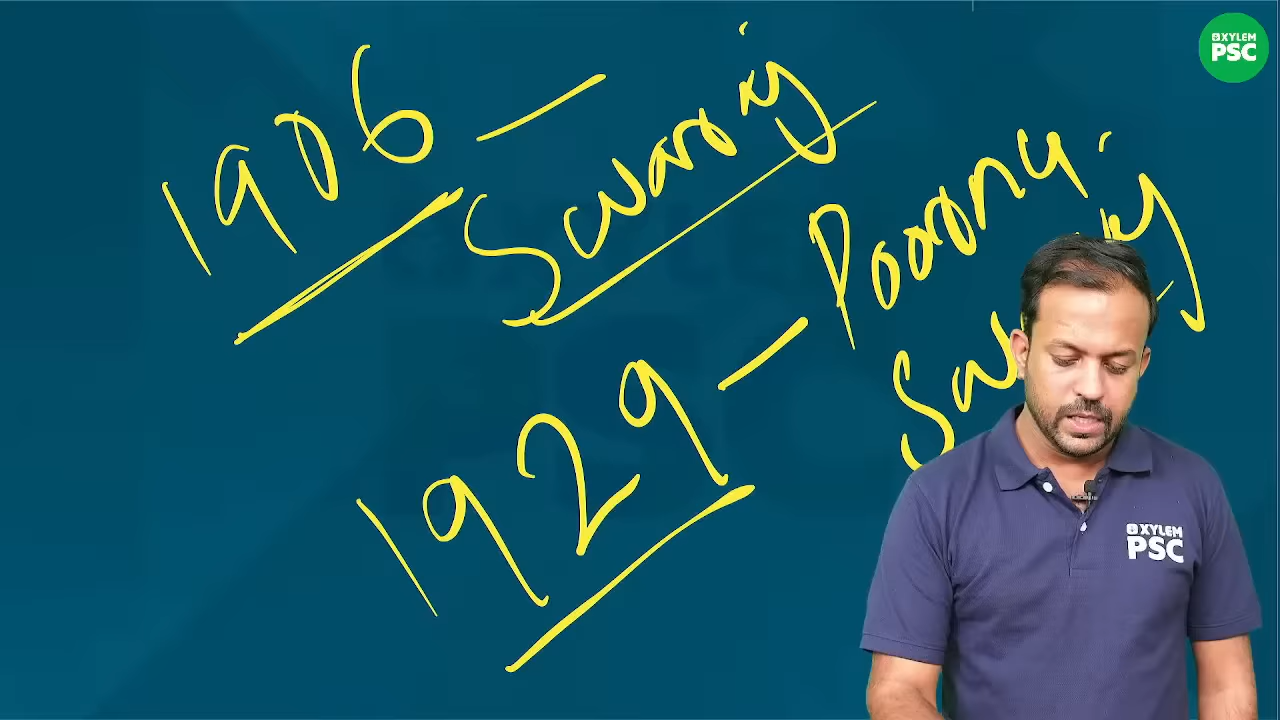 XYLEM
PSC
1906 - Swaraj
1929 - Poorna
XYLEM
PSC